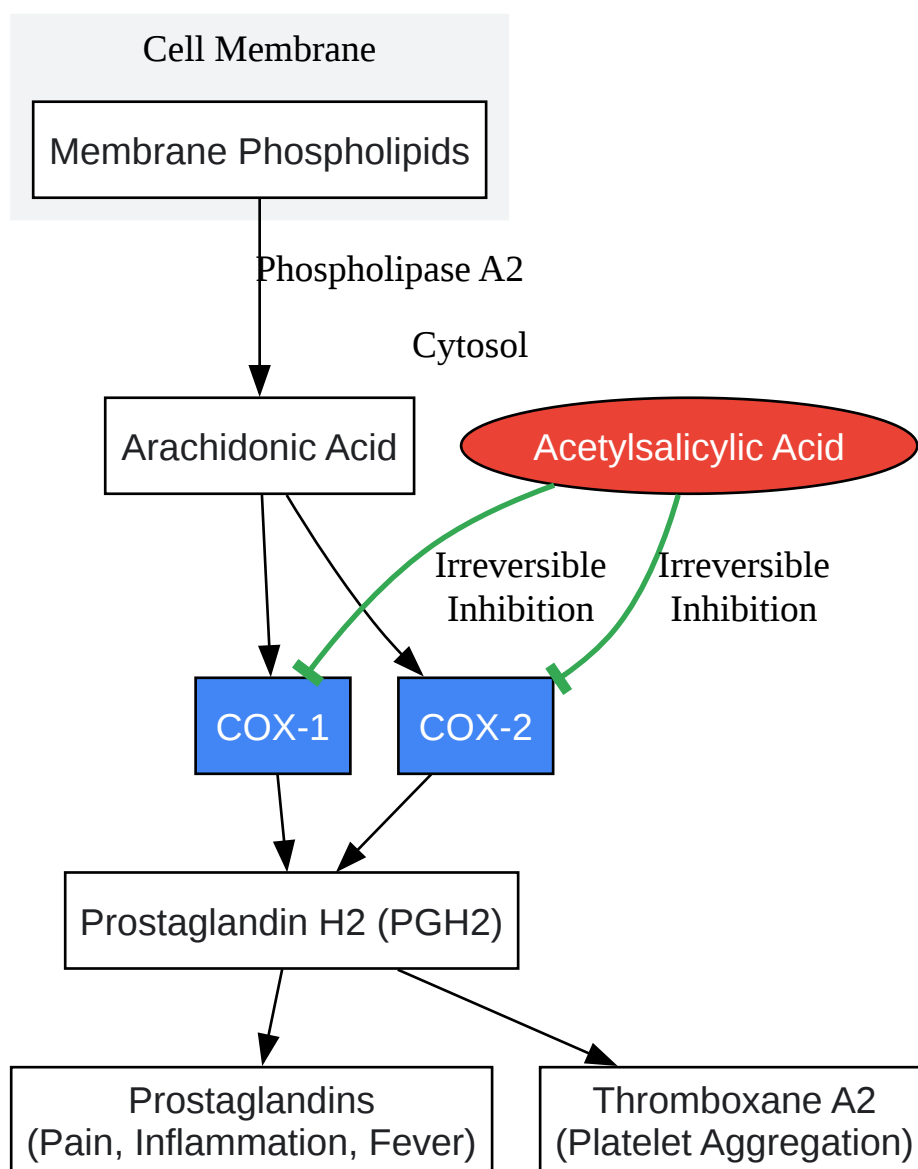 Cell Membrane
Membrane Phospholipids
Phospholipase A2
Cytosol
Arachidonic Acid
Acetylsalicylic Acid
Irreversible
Inhibition
Irreversible
Inhibition
COX-1
COX-2
Prostaglandin H2 (PGH2)
Prostaglandins
(Pain, Inflammation, Fever)
Thromboxane A2
(Platelet Aggregation)